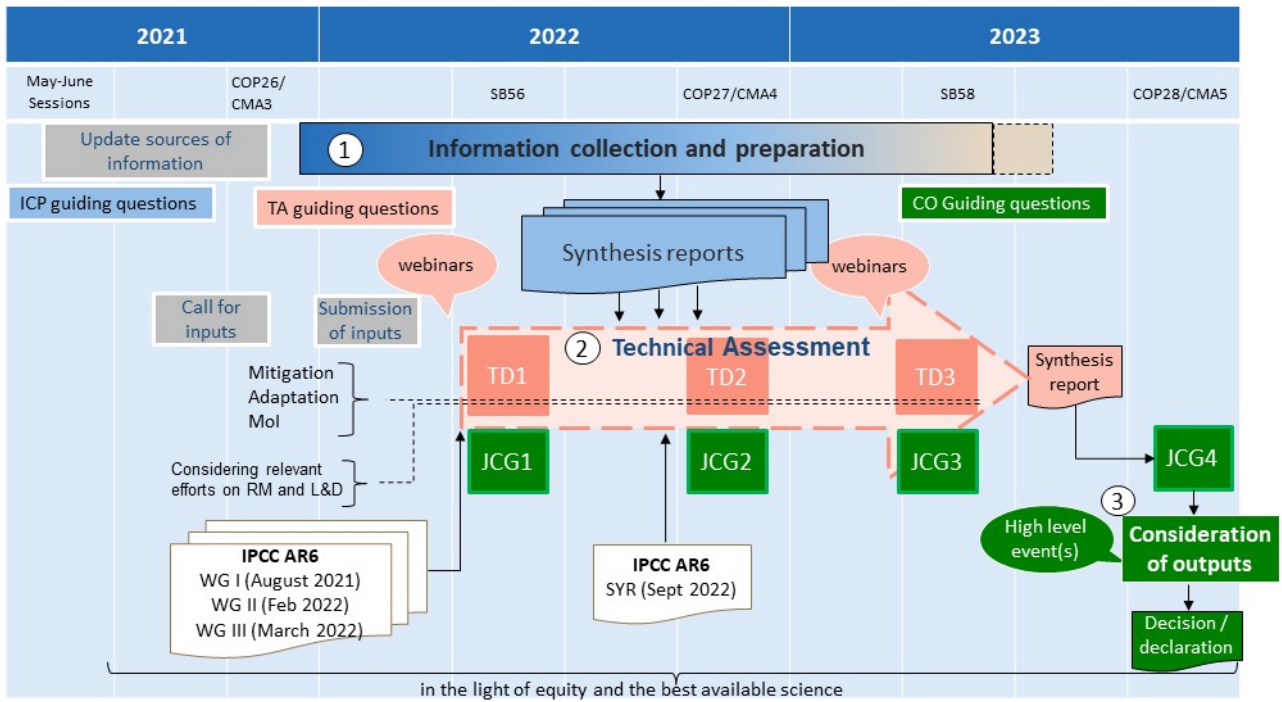 2021
2022
2023
May-June
Sessions
COP26/
CMA3
SB56
COP27/CMA4
SB58
COP28/CMA5
Update sources of
information
1
Information collection and preparation
ICP guiding questions
TA guiding questions
CO Guiding questions
Synthesis reports
webinars
webinars
Call for
inputs
Submission
of inputs
2
Technical Assessment
TD1
TD2
TD3
Synthesis
report
Mitigation
Adaptation
MoI
JCG1
JCG2
JCG3
JCG4
Considering relevant
efforts on RM and L&D
3
High level
event(s)
Consideration
of outputs
IPCC AR6
WG I (August 2021)
WG II (Feb 2022)
WG III (March 2022)
IPCC AR6
SYR (Sept 2022)
Decision /
declaration
in the light of equity and the best available science